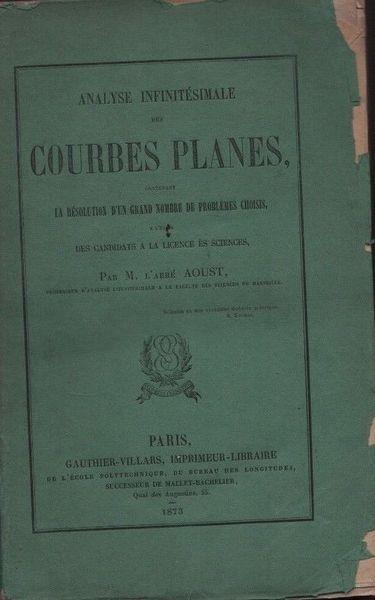 ANALYSE INFINITÉSIMALE
DES
COURBES PLANES,
CONTENANT
LA RÉSOLUTION D'UN GRAND NOMBRE DE PROBLÈMES CHOISIS,
DES CANDIDATS A LA LICENCE ÈS SCIENCES,
PAR M. L'ABBÉ AOUST,
PROFESSEUR D'ANALYSE INFINITÉSIMALE A LA FACULTÉ DES SCIENCES DE MARSEILLE.
PARIS,
GAUTHIER-VILLARS, IMPRIMEUR-LIBRAIRE
DE L'ÉCOLE POLYTECHNIQUE, DU BUREAU DES LONGITUDES,
SUCCESSEUR DE MALLET-BACHELIER,
Quai des Augustins, 55.
1873